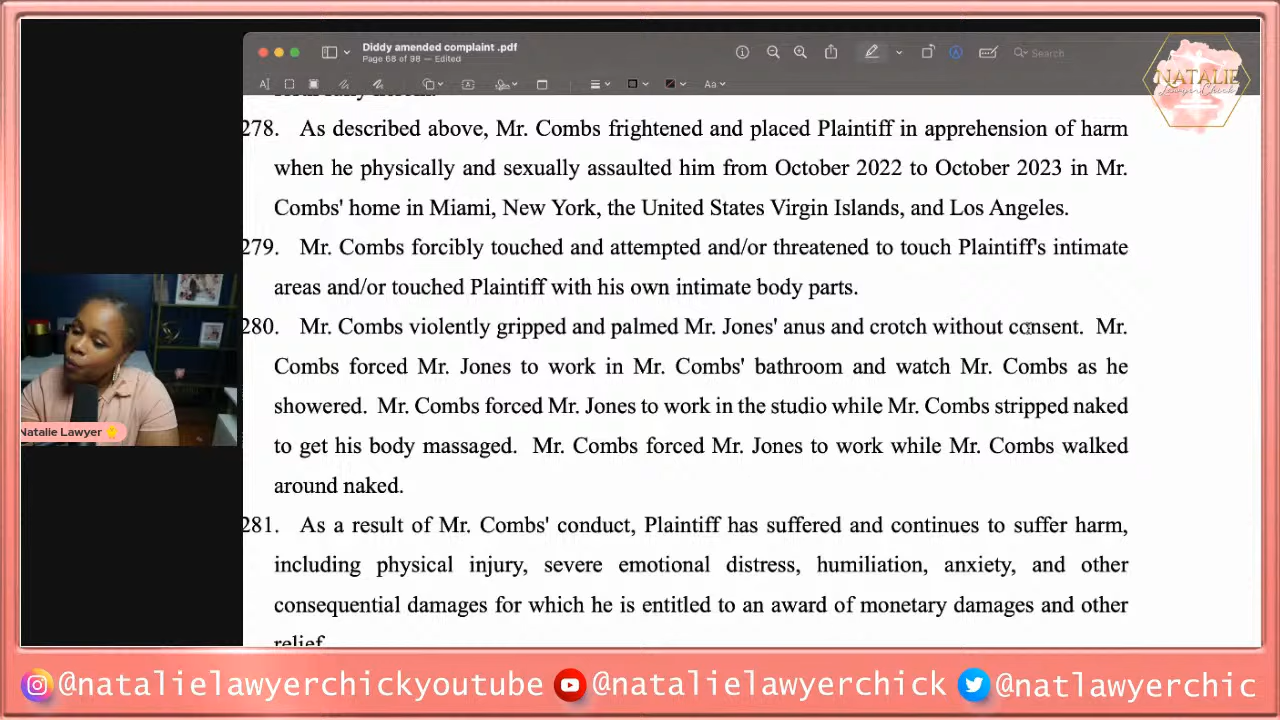 Diddy amended complaint .pdf
Page 68 of 98 — Edited
Search
NATALIE
LawyerChick
278. As described above, Mr. Combs frightened and placed Plaintiff in apprehension of harm
when he physically and sexually assaulted him from October 2022 to October 2023 in Mr.
Combs' home in Miami, New York, the United States Virgin Islands, and Los Angeles.
279. Mr. Combs forcibly touched and attempted and/or threatened to touch Plaintiff's intimate
areas and/or touched Plaintiff with his own intimate body parts.
280. Mr. Combs violently gripped and palmed Mr. Jones' anus and crotch without consent. Mr.
Combs forced Mr. Jones to work in Mr. Combs' bathroom and watch Mr. Combs as he
showered. Mr. Combs forced Mr. Jones to work in the studio while Mr. Combs stripped naked
to get his body massaged. Mr. Combs forced Mr. Jones to work while Mr. Combs walked
around naked.
281. As a result of Mr. Combs' conduct, Plaintiff has suffered and continues to suffer harm,
including physical injury, severe emotional distress, humiliation, anxiety, and other
consequential damages for which he is entitled to an award of monetary damages and other
relief.
Natalie Lawyer
@natalielawyerchickyoutube
@natalielawyerchick
@natlawyerchic